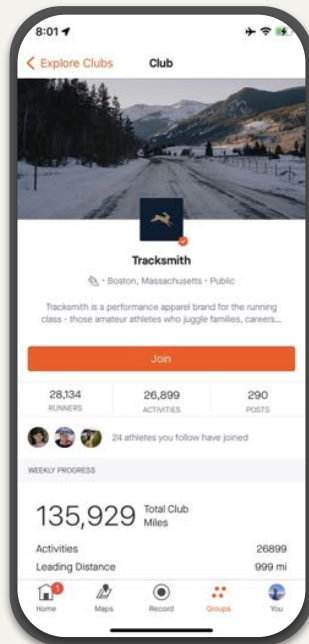 8:01
Explore Clubs
Club
Tracksmith
Boston, Massachusetts · Public
Tracksmith is a performance apparel brand for the running
class - those amateur athletes who juggle families, careers...
Join
28,134
RUNNERS
26,899
ACTIVITIES
290
POSTS
24 athletes you follow have joined
WEEKLY PROGRESS
135,929 Total Club
Miles
Activities 26899
Leading Distance 999 mi
1
Home
Maps
Record
Groups
You